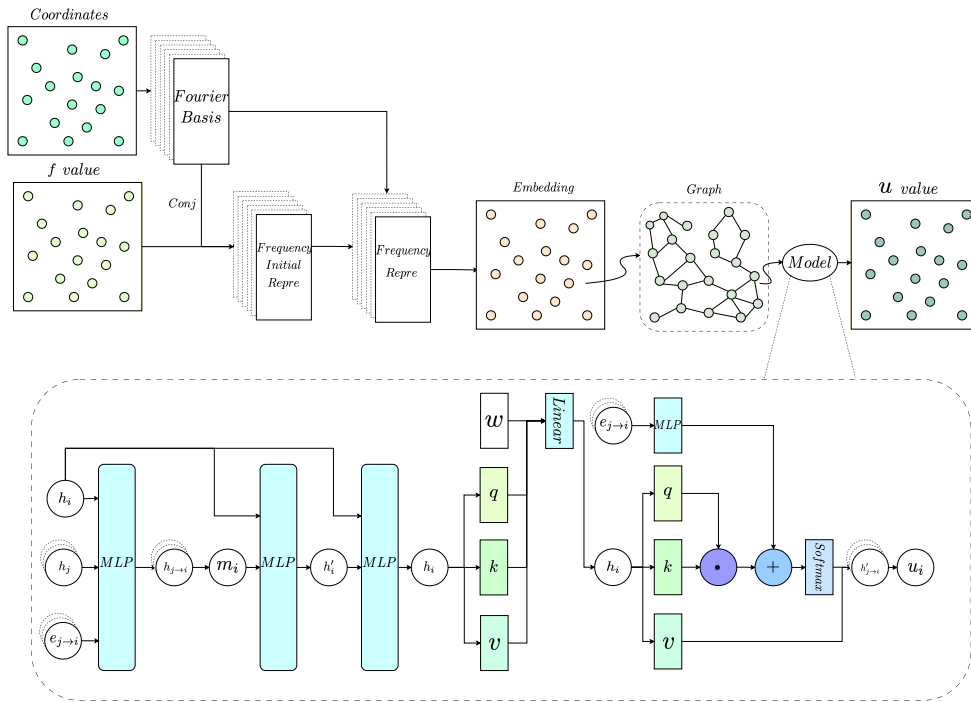 Coordinates
Fourier
Basis
f value
Conj
Frequency
Initial
Repre
Frequency
Repre
Embedding
Graph
Model
u value
w
Linear
e_{j→i}
MLP
h_i
q
q
MLP
MLP
MLP
h_j
h_{j→i}
m_i
h_i'
h_i
k
h_i
k
•
+
Softmax
h'_{j→i}
u_i
e_{j→i}
v
v